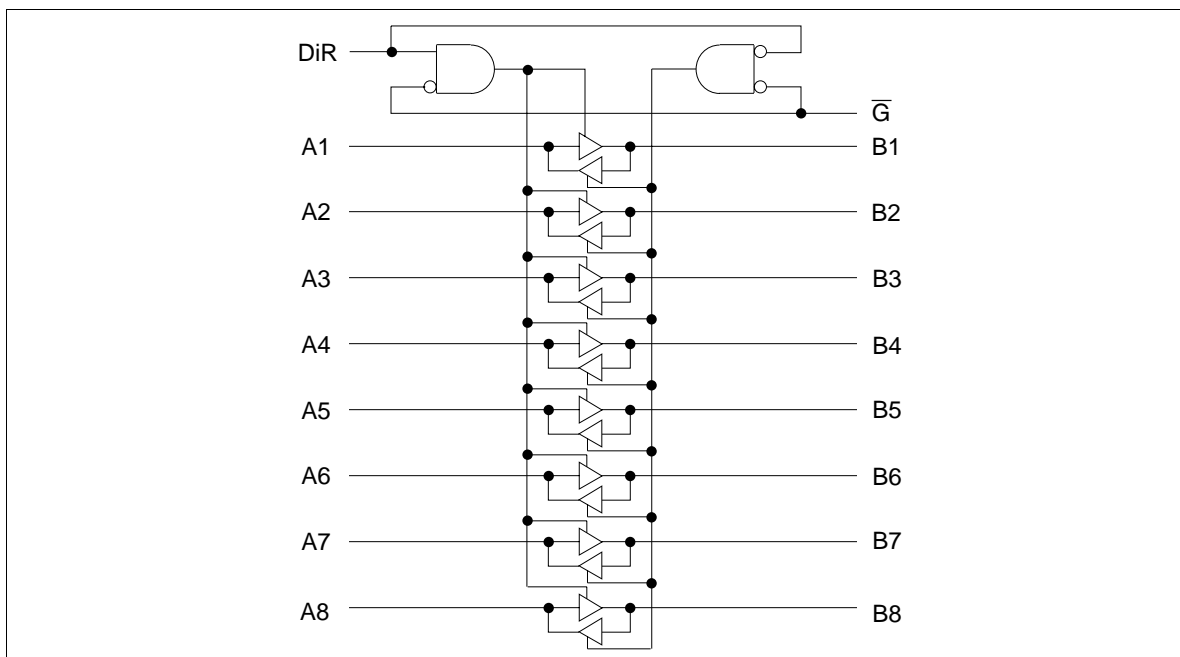 DiR
G̅
A1 B1
A2 B2
A3 B3
A4 B4
A5 B5
A6 B6
A7 B7
A8 B8